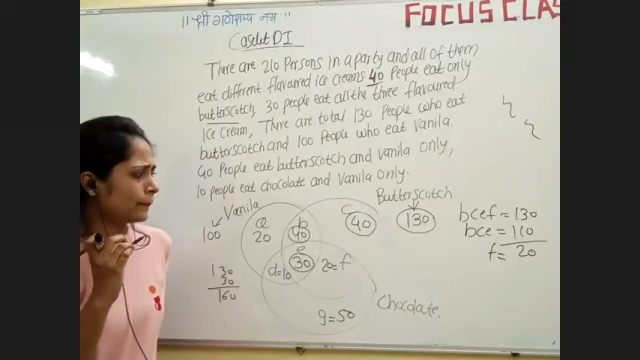 ।। श्री गणेशाय नमः ।।
FOCUS CLAS
Caselet DI
There are 210 Persons in a party and all of them
eat different flavoured ice creams 40 People eat only
butterscotch, 30 people eat all the three flavoured
Ice Cream, There are total 130 People who eat
butterscotch and 100 People who eat Vanila
40 People eat butterscotch and vanila only,
10 people eat chocolate and Vanila only.
Vanila
Butterscotch
100
a
20
b
40
c
40
130
bcef = 130
bce = 110
f = 20
e
30
d=10
20=f
130
30
160
g=50
Chocolate.